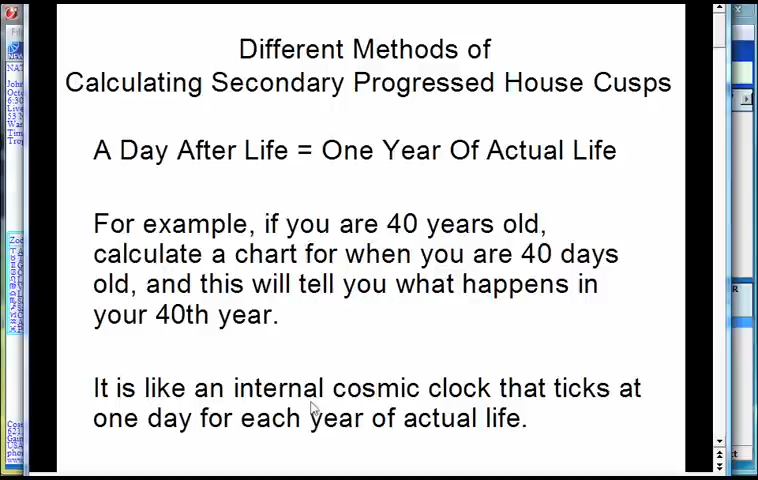 Different Methods of
Calculating Secondary Progressed House Cusps
A Day After Life = One Year Of Actual Life
For example, if you are 40 years old,
calculate a chart for when you are 40 days
old, and this will tell you what happens in
your 40th year.
It is like an internal cosmic clock that ticks at
one day for each year of actual life.